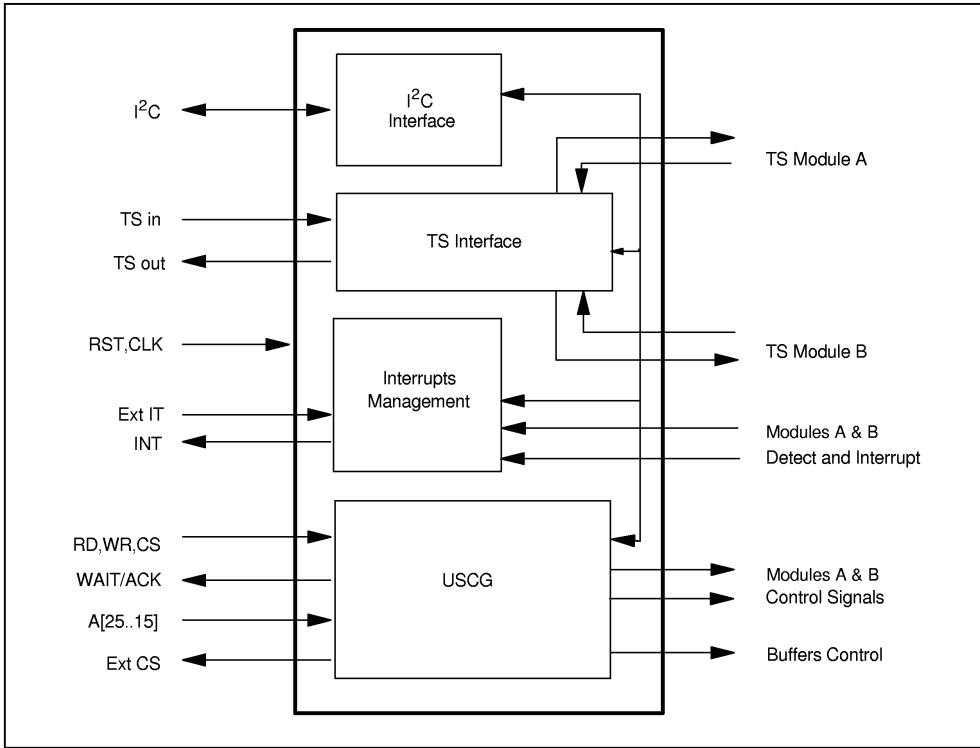 I²C
I²C
Interface
TS Module A
TS in
TS Interface
TS out
RST,CLK
TS Module B
Interrupts
Management
Ext IT
INT
Modules A & B
Detect and Interrupt
RD,WR,CS
WAIT/ACK
USCG
Modules A & B
Control Signals
A[25..15]
Ext CS
Buffers Control